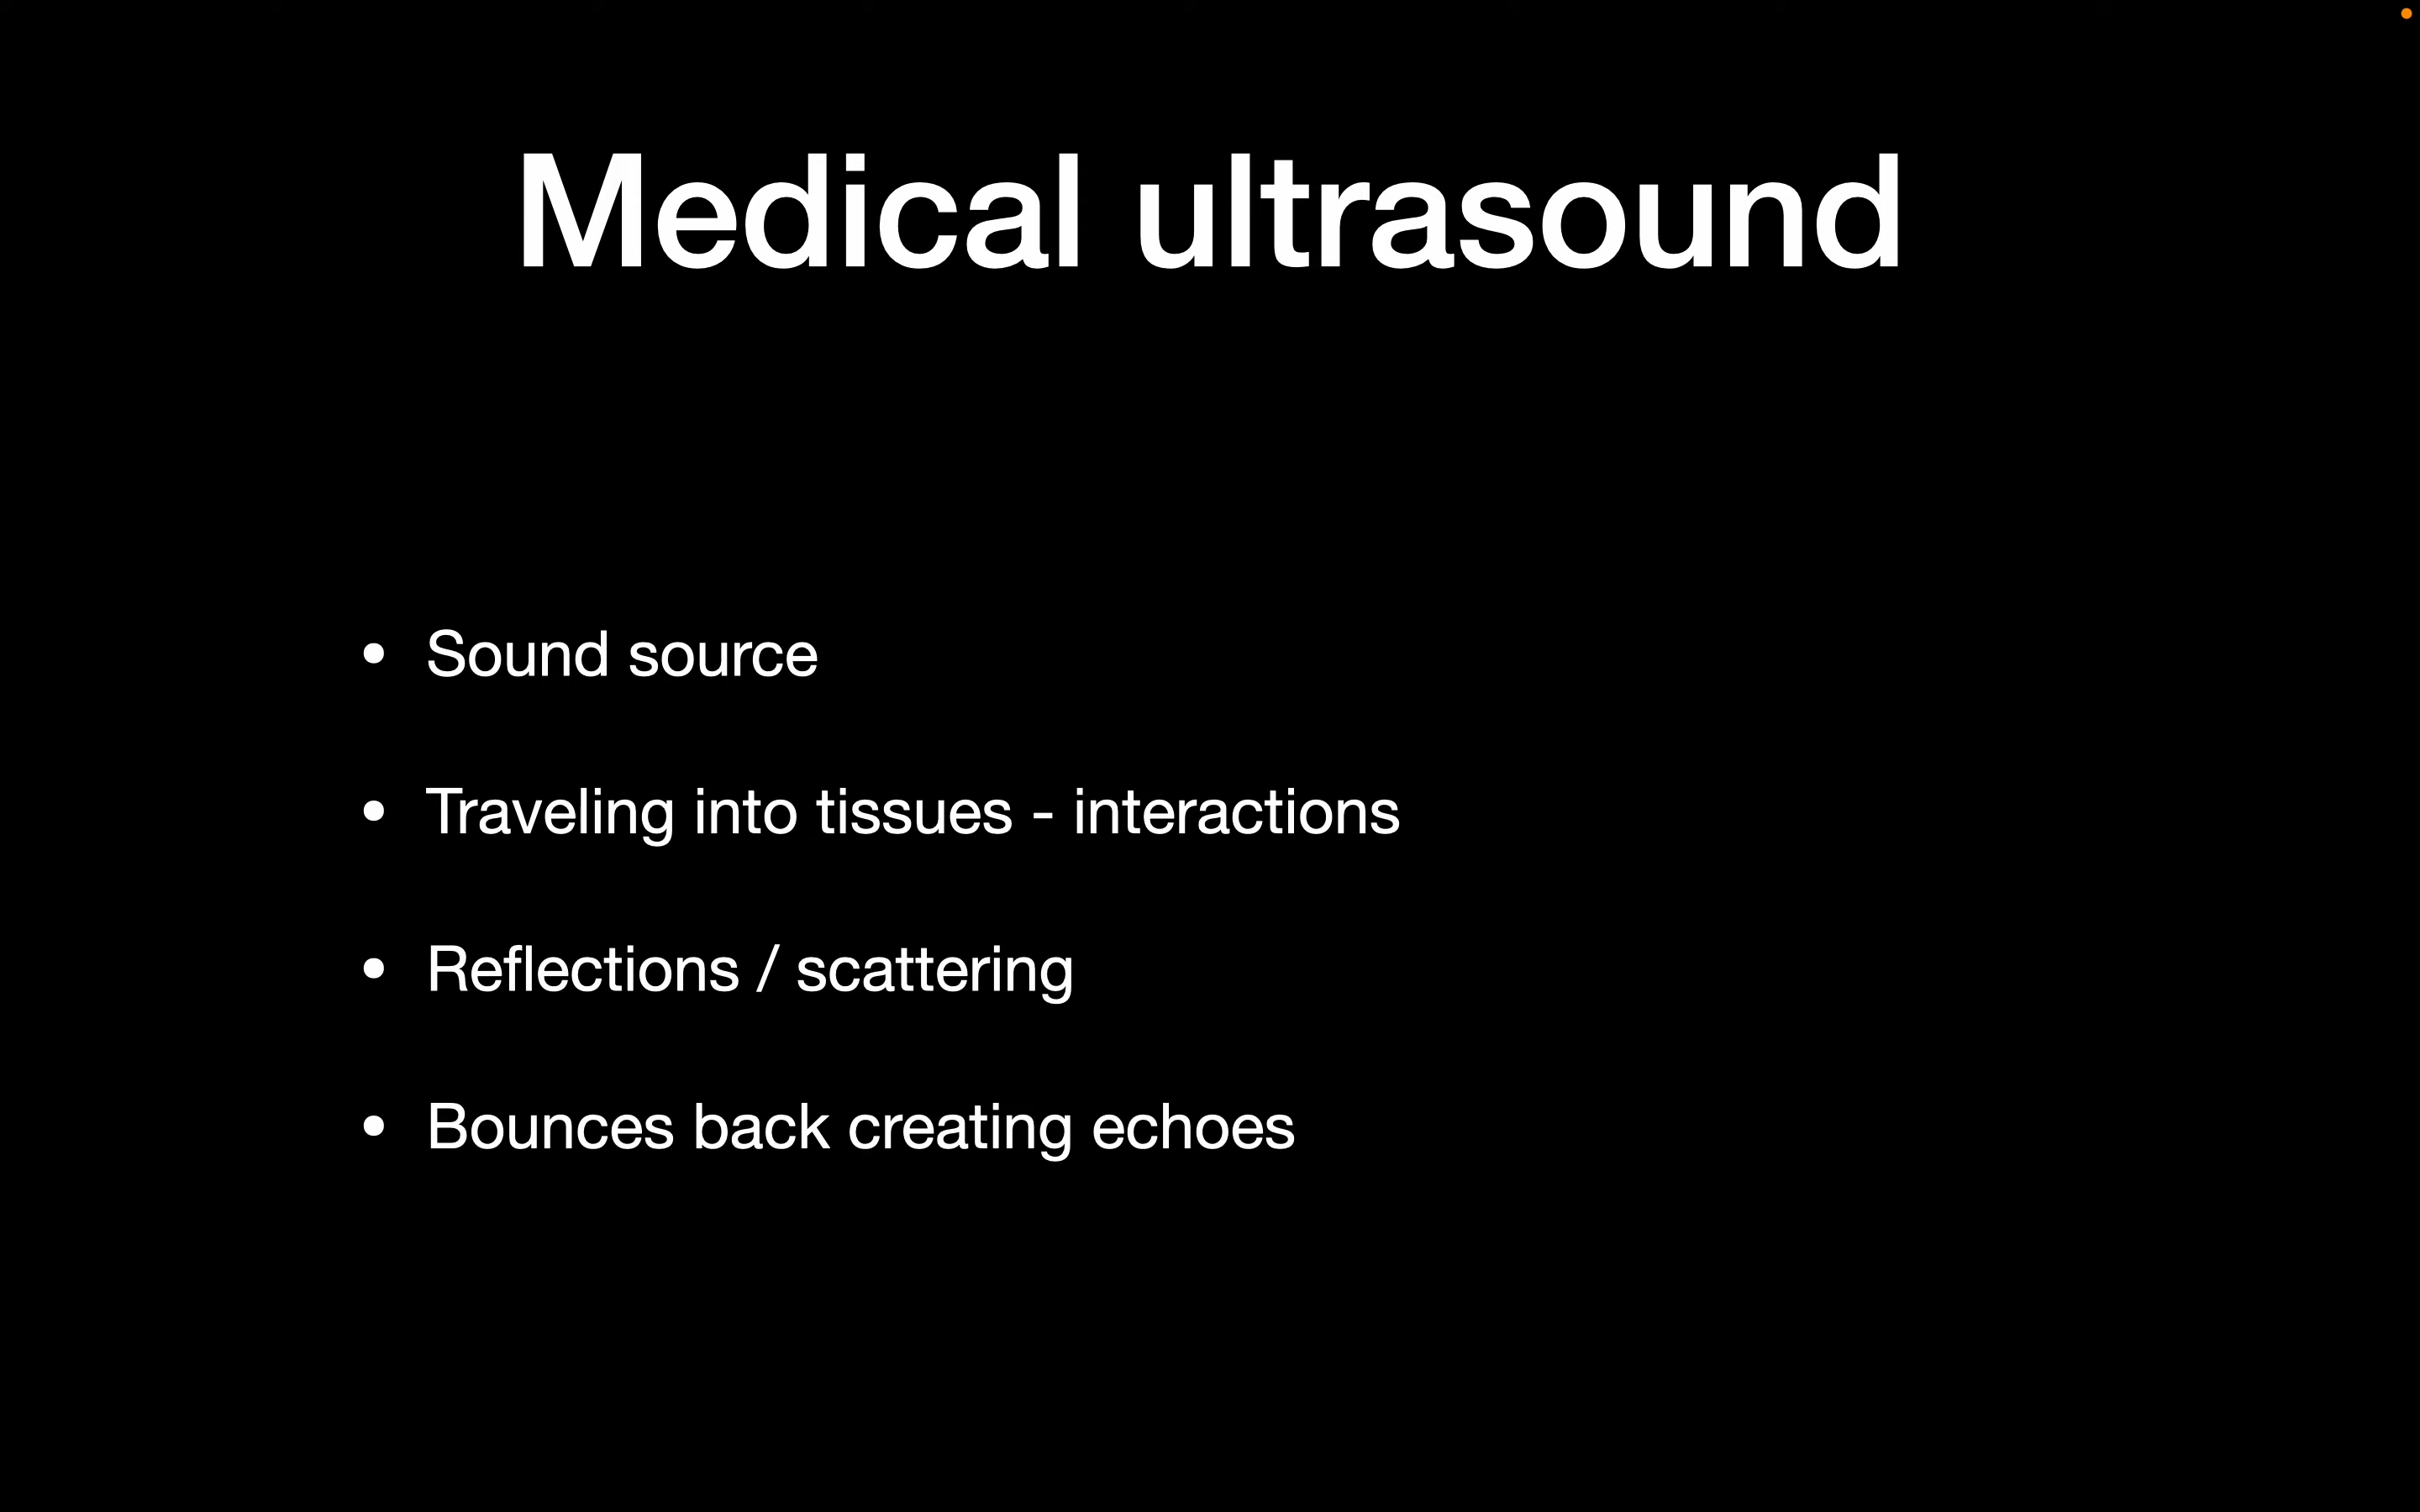 Medical ultrasound
• Sound source
• Traveling into tissues - interactions
• Reflections / scattering
• Bounces back creating echoes